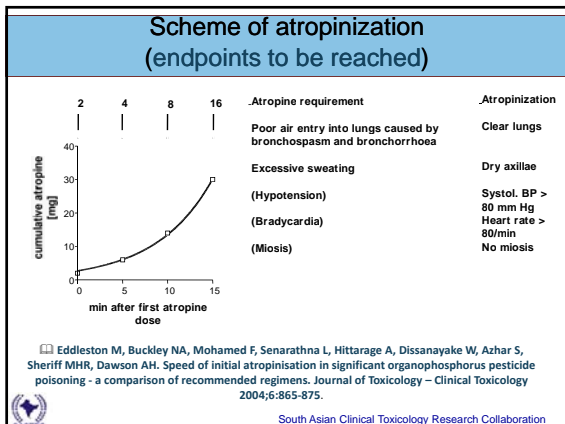 Scheme of atropinization
(endpoints to be reached)
2 4 8 16
cumulative atropine
[mg]
40
30
20
10
0
0 5 10 15
min after first atropine
dose
Atropine requirement
Atropinization
Poor air entry into lungs caused by
bronchospasm and bronchorrhoea
Clear lungs
Excessive sweating
Dry axillae
(Hypotension)
Systol. BP >
80 mm Hg
(Bradycardia)
Heart rate >
80/min
(Miosis)
No miosis
Eddleston M, Buckley NA, Mohamed F, Senarathna L, Hittarage A, Dissanayake W, Azhar S,
Sheriff MHR, Dawson AH. Speed of initial atropinisation in significant organophosphorus pesticide
poisoning - a comparison of recommended regimens. Journal of Toxicology – Clinical Toxicology
2004;6:865-875.
South Asian Clinical Toxicology Research Collaboration